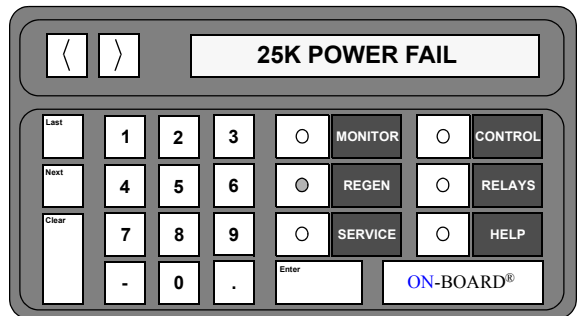 〈 〉 25K POWER FAIL
Last 1 2 3 MONITOR CONTROL
Next 4 5 6 REGEN RELAYS
Clear 7 8 9 SERVICE HELP
- 0 . Enter ON-BOARD®